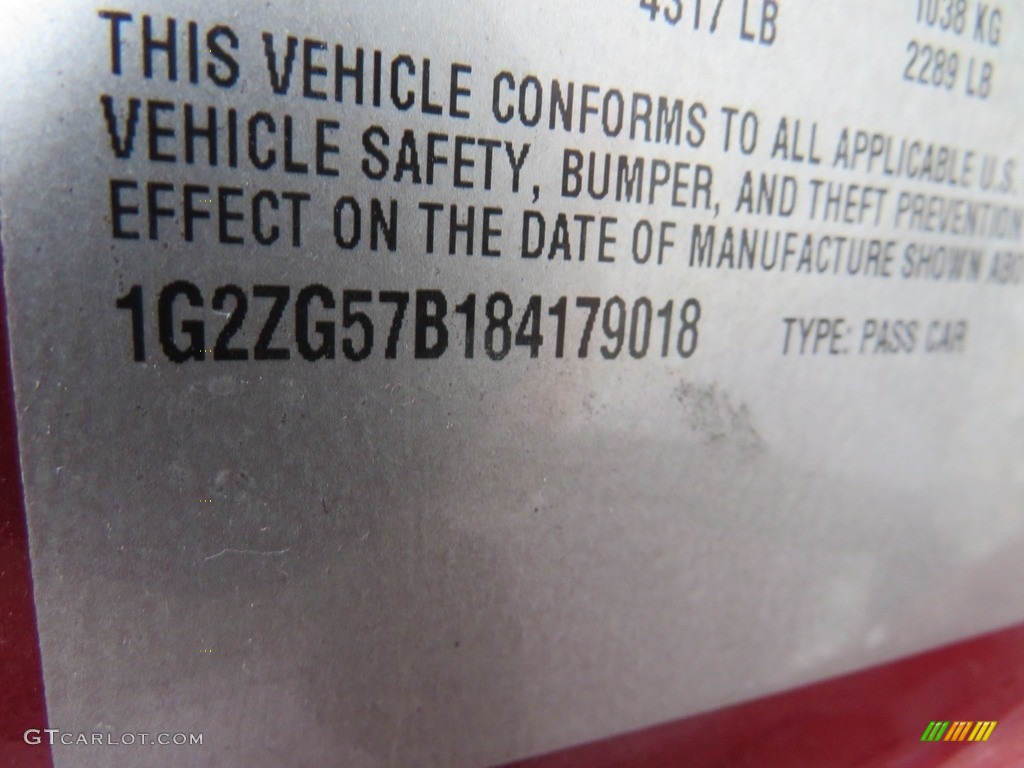 4317 LB
1038 KG
2289 LB
THIS VEHICLE CONFORMS TO ALL APPLICABLE U.S.
VEHICLE SAFETY, BUMPER, AND THEFT PREVENTION
EFFECT ON THE DATE OF MANUFACTURE SHOWN ABO
1G2ZG57B184179018 TYPE: PASS CAR
GTCARLOT.COM